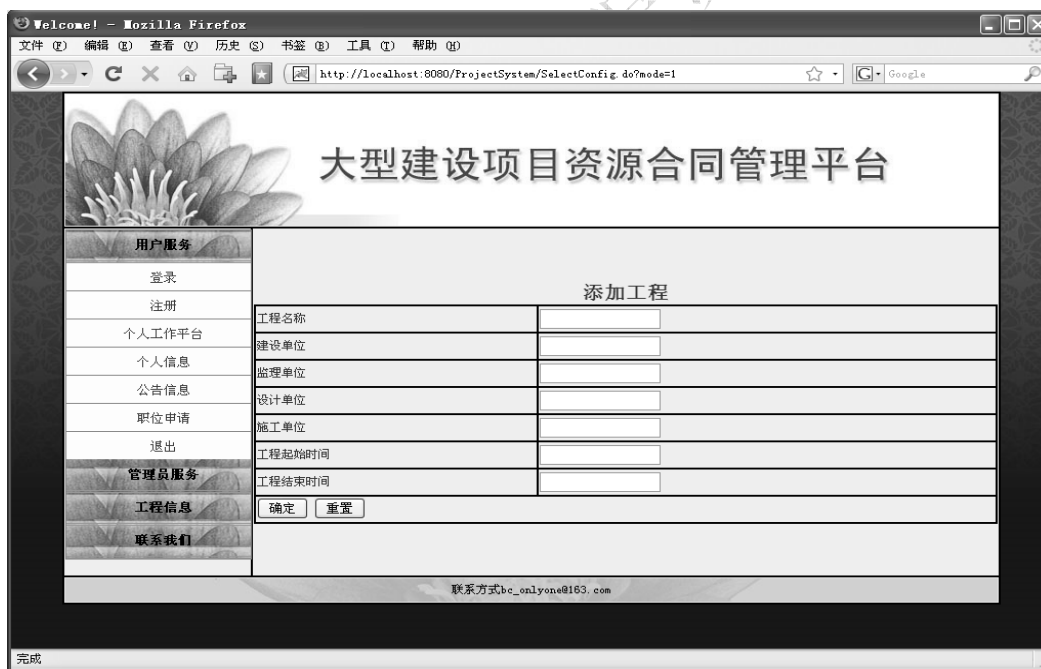 Welcome! - Mozilla Firefox
文件 (F) 编辑 (E) 查看 (V) 历史 (S) 书签 (B) 工具 (T) 帮助 (H)
http://localhost:8080/ProjectSystem/SelectConfig.do?mode=1
G Google
大型建设项目资源合同管理平台
用户服务
登录
注册
个人工作平台
个人信息
公告信息
职位申请
退出
管理员服务
工程信息
联系我们
添加工程
工程名称
建设单位
监理单位
设计单位
施工单位
工程起始时间
工程结束时间
确定 重置
联系方式bc_onlyone@163.com
完成